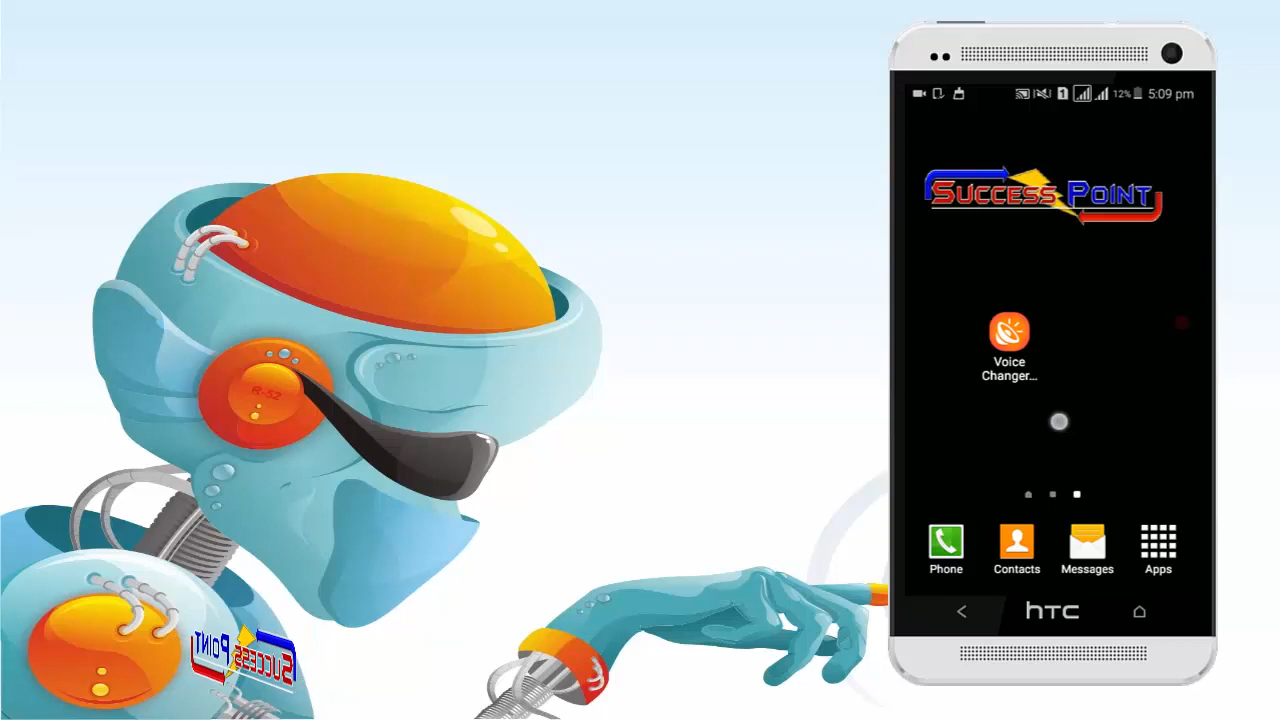 12% 5:09 pm
SUCCESS POINT
Voice
Changer...
R-52
Phone
Contacts
Messages
Apps
hTC
SUCCESS POINT